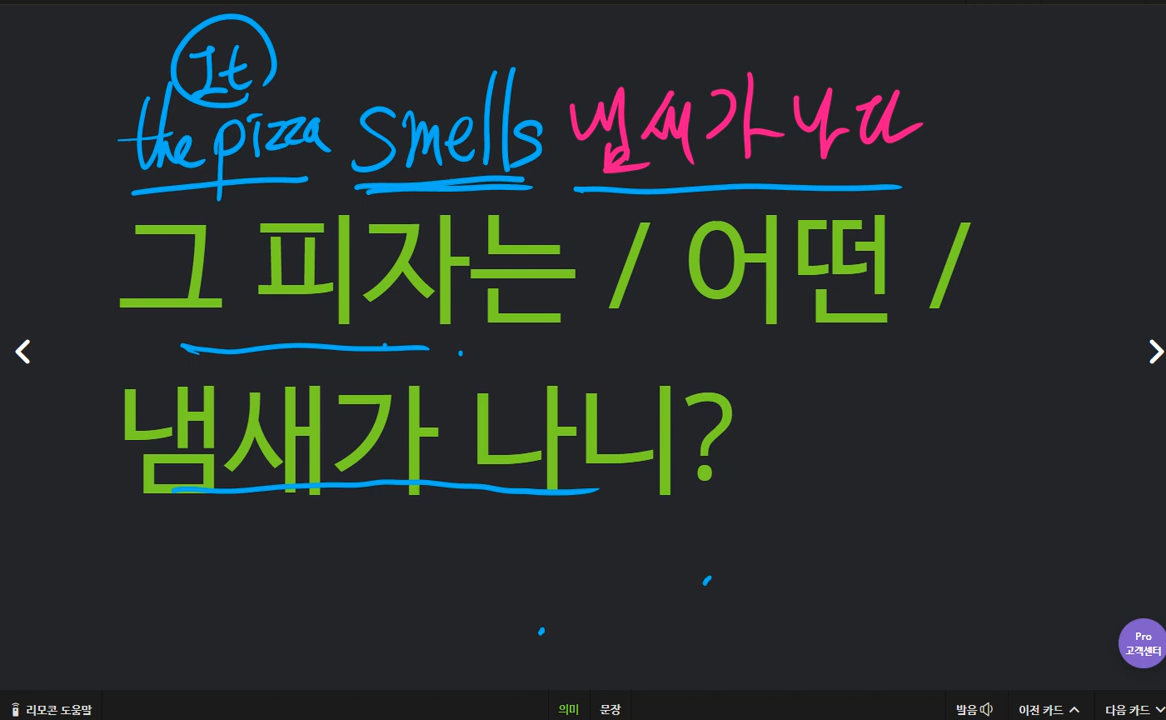 It
the pizza smells 냄새가 나다
그 피자는 / 어떤 /
냄새가 나니?
Pro
고객센터
리모콘 도움말 의미 문장 발음 이전 카드 다음 카드